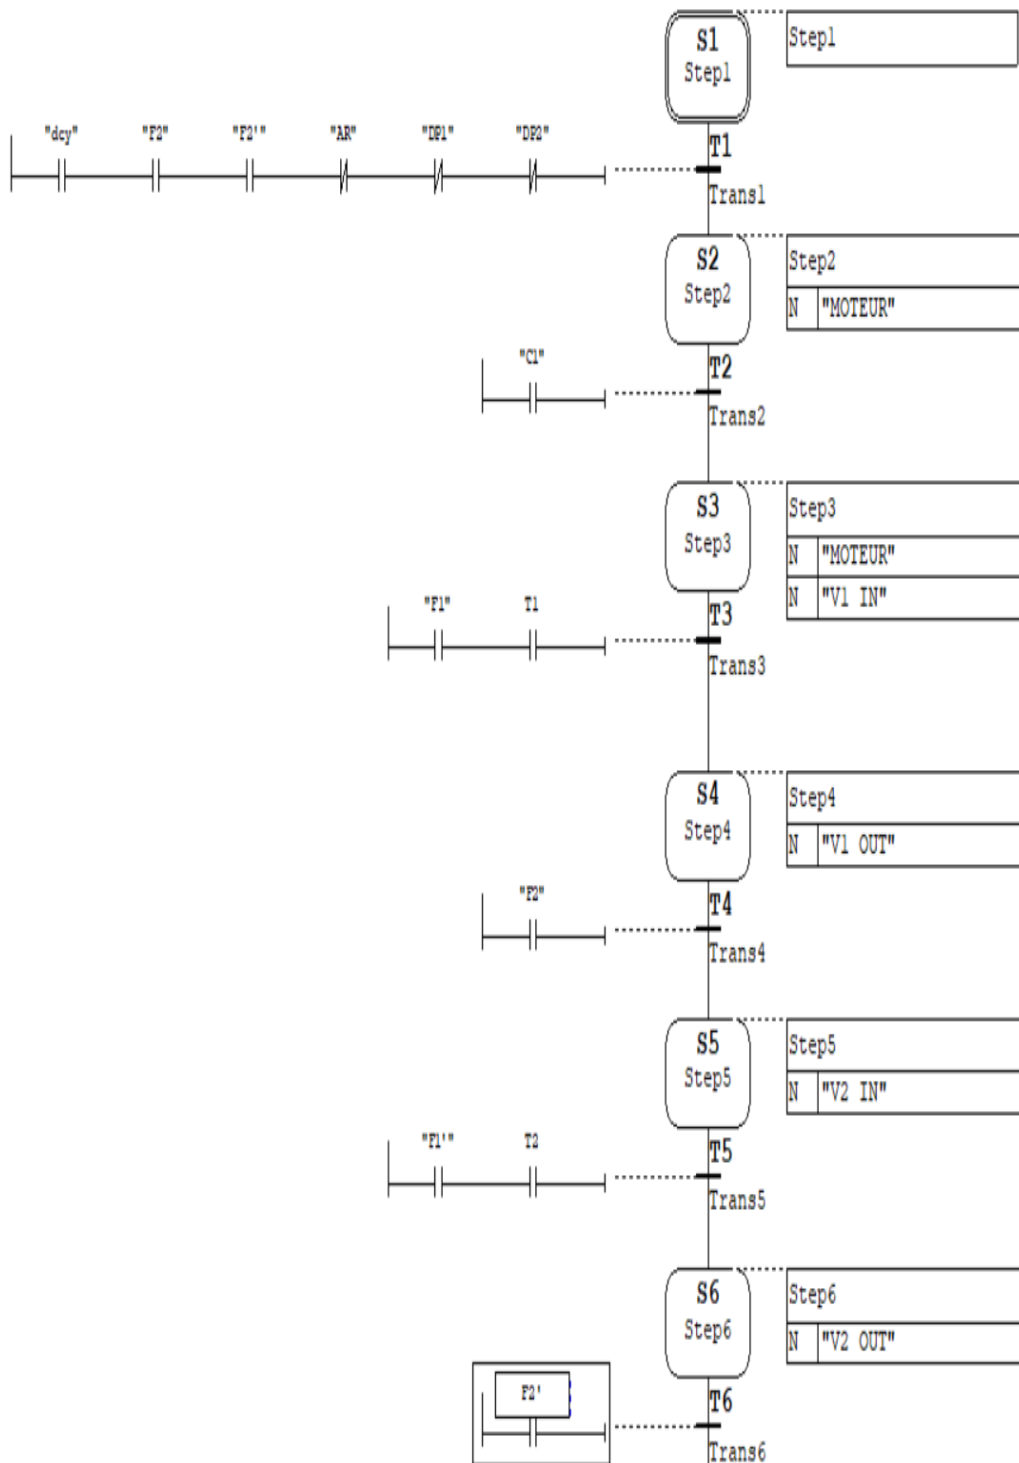 S1
Step1
Step1
"dcy" "F2" "F2'" "AR" "DP1" "DP2"
T1
Trans1
S2
Step2
Step2
N "MOTEUR"
"C1"
T2
Trans2
S3
Step3
Step3
N "MOTEUR"
N "V1 IN"
"F1" T1
T3
Trans3
S4
Step4
Step4
N "V1 OUT"
"F2"
T4
Trans4
S5
Step5
Step5
N "V2 IN"
"F1'" T2
T5
Trans5
S6
Step6
Step6
N "V2 OUT"
F2'
T6
Trans6